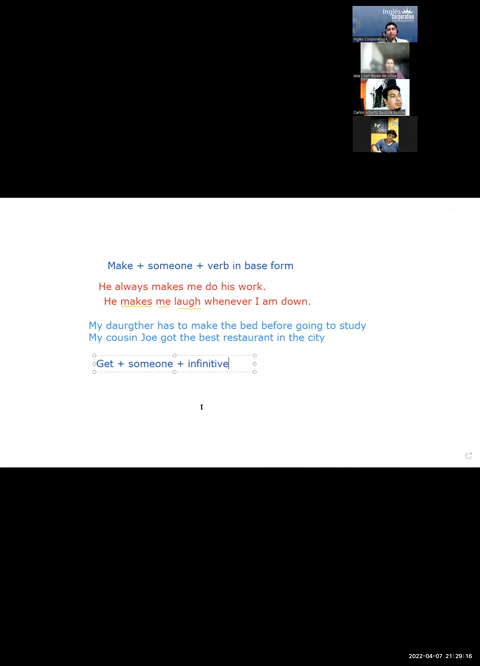 Inglés
Corporativo
Inglés Corporativo
Make + someone + verb in base form
He always makes me do his work.
He makes me laugh whenever I am down.
My daurgther has to make the bed before going to study
My cousin Joe got the best restaurant in the city
Get + someone + infinitive
2022-04-07 21:29:16